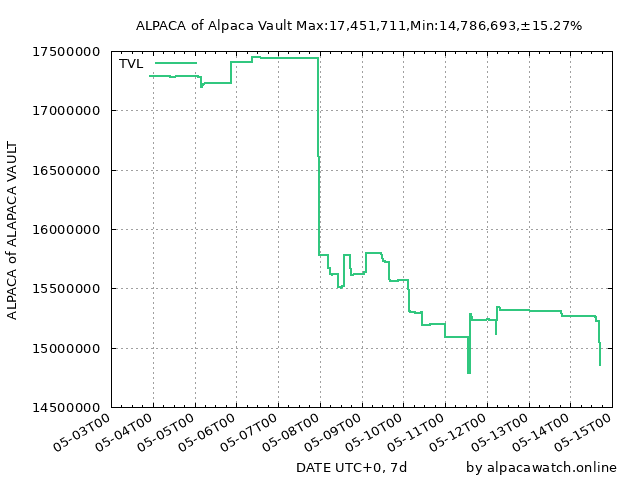 ALPACA of Alpaca Vault Max:17,451,711,Min:14,786,693,±15.27%
TVL
17500000
17000000
16500000
16000000
15500000
15000000
14500000
ALPACA of ALAPACA VAULT
05-03T00
05-04T00
05-05T00
05-06T00
05-07T00
05-08T00
05-09T00
05-10T00
05-11T00
05-12T00
05-13T00
05-14T00
05-15T00
DATE UTC+0, 7d
by alpacawatch.online